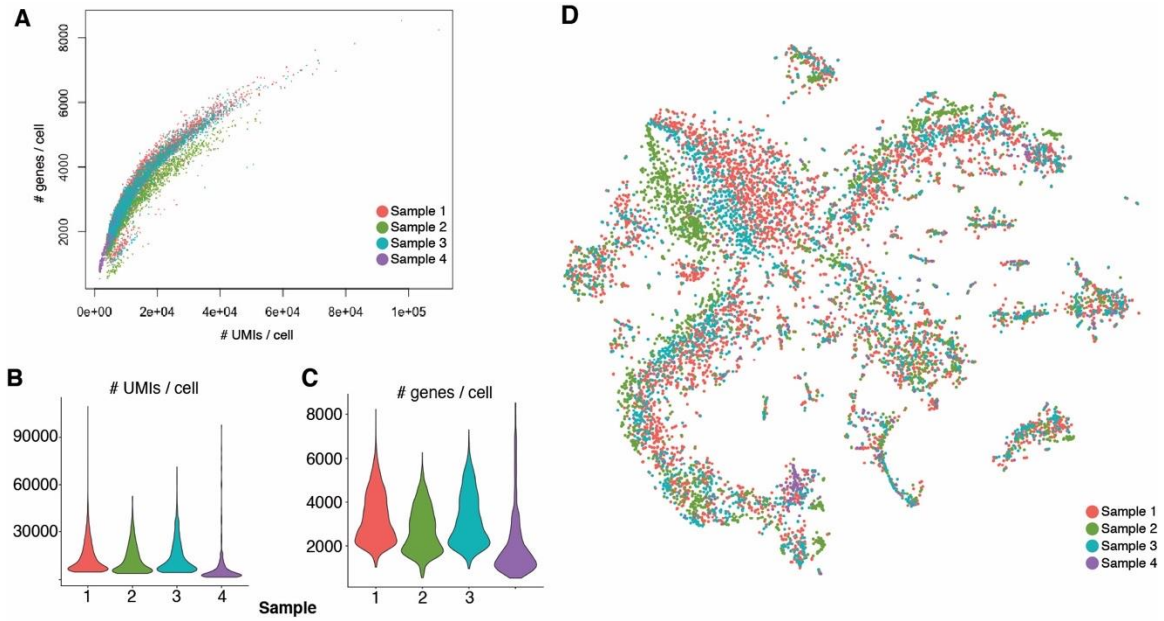 A
# genes / cell
8000
6000
4000
2000
Sample 1
Sample 2
Sample 3
Sample 4
0e+00 2e+04 4e+04 6e+04 8e+04 1e+05
# UMIs / cell
B
# UMIs / cell
90000
60000
30000
1 2 3 4
C
# genes / cell
8000
6000
4000
2000
1 2 3
Sample
D
Sample 1
Sample 2
Sample 3
Sample 4